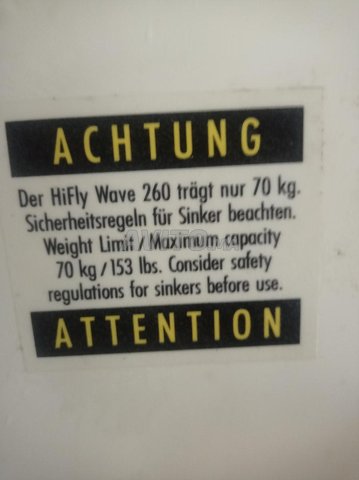 ACHTUNG
Der HiFly Wave 260 trägt nur 70 kg.
Sicherheitsregeln für Sinker beachten.
Weight Limit / Maximum capacity
70 kg / 153 lbs. Consider safety
regulations for sinkers before use.
ATTENTION